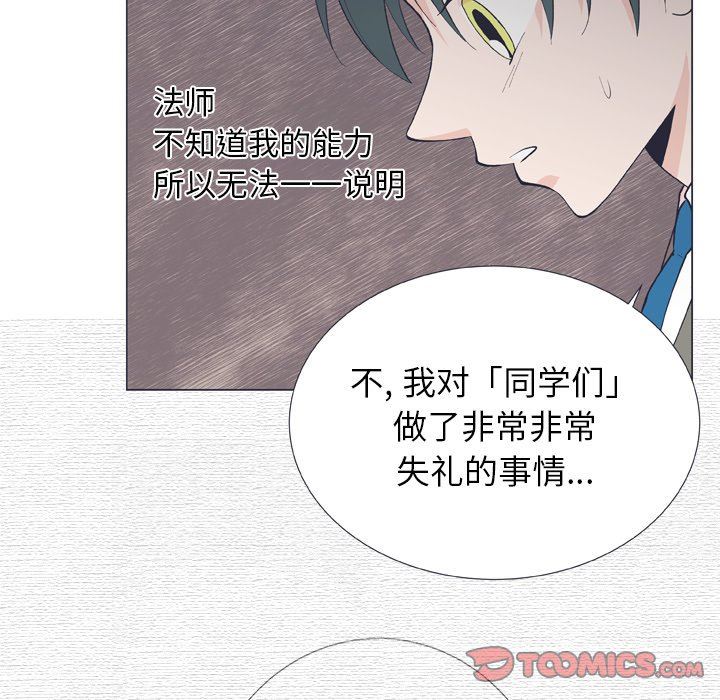 法师
不知道我的能力
所以无法一一说明
不, 我对「同学们」
做了非常非常
失礼的事情...
TOOMICS.COM